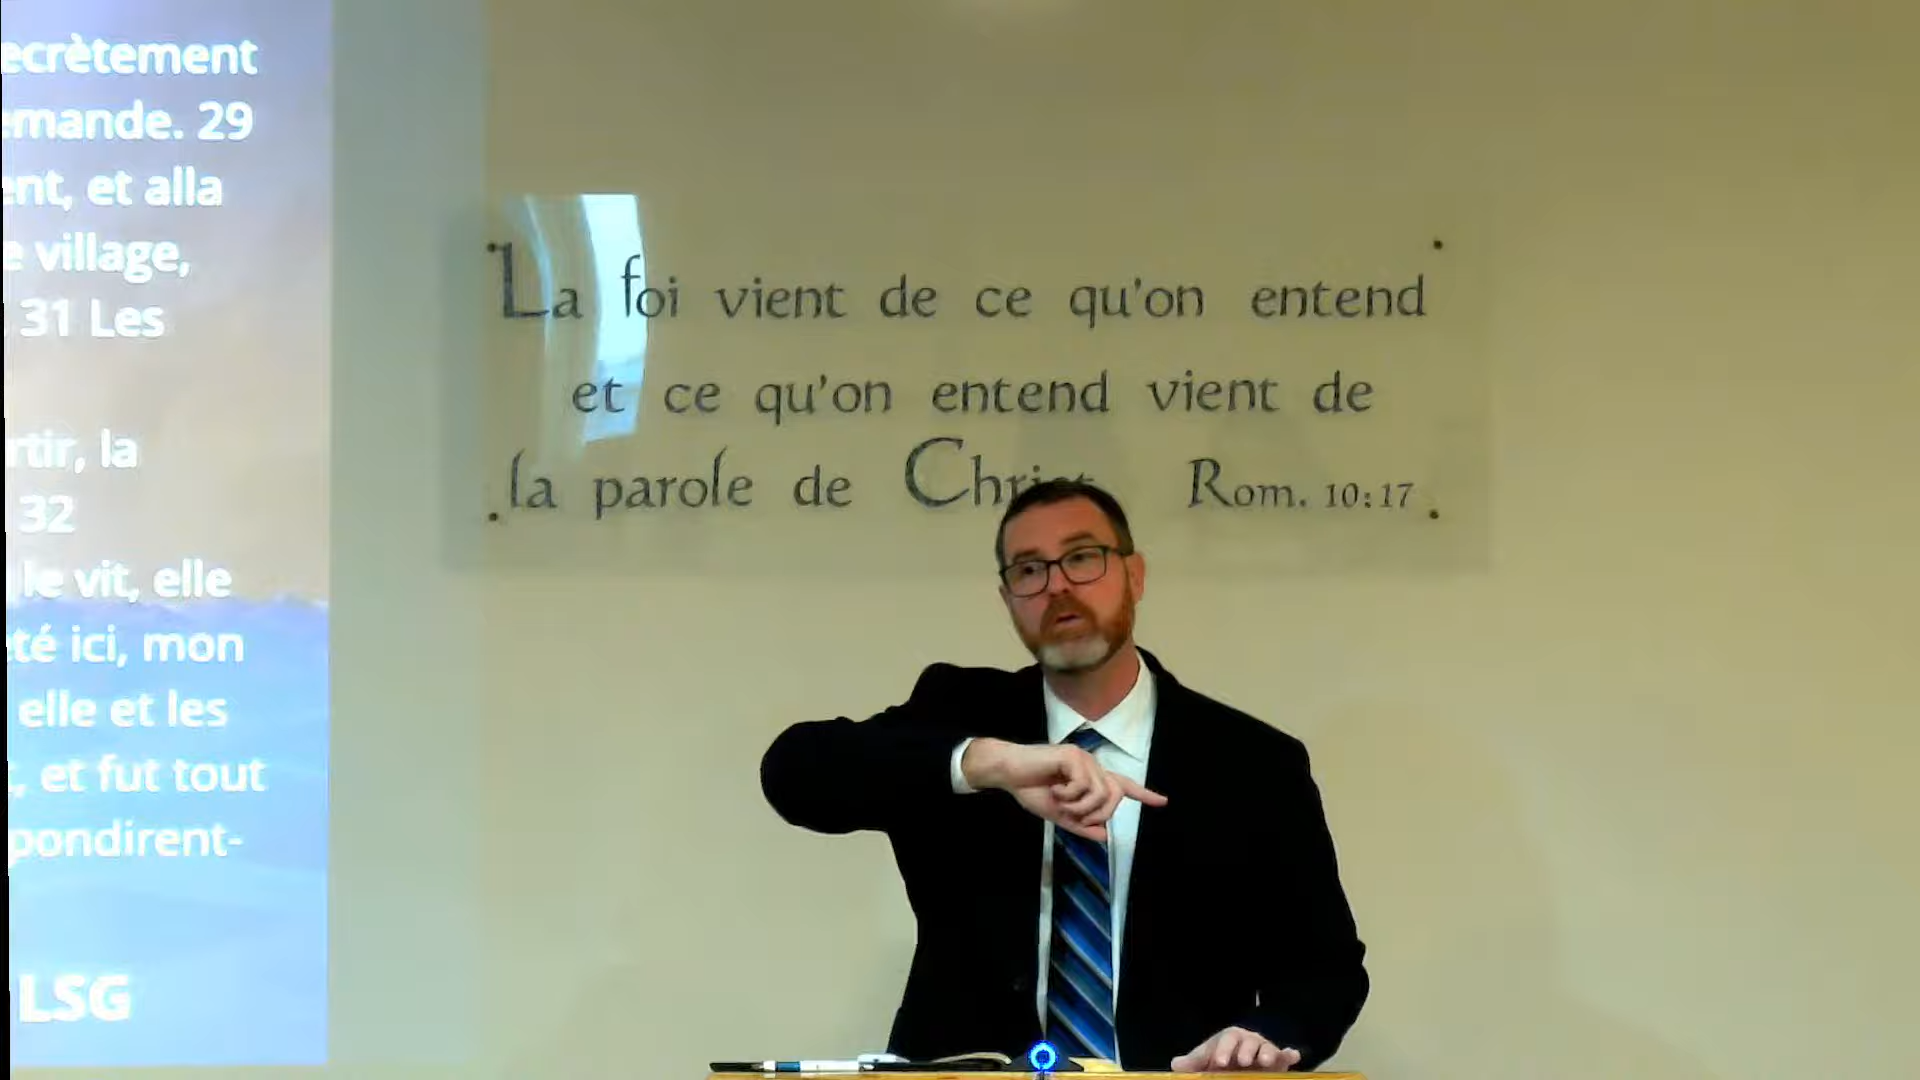 ecrètement
emande. 29
ent, et alla
e village,
31 Les
rtir, la
32
le vit, elle
té ici, mon
elle et les
, et fut tout
pondirent-
LSG
La foi vient de ce qu'on entend
et ce qu'on entend vient de
la parole de Christ Rom. 10:17